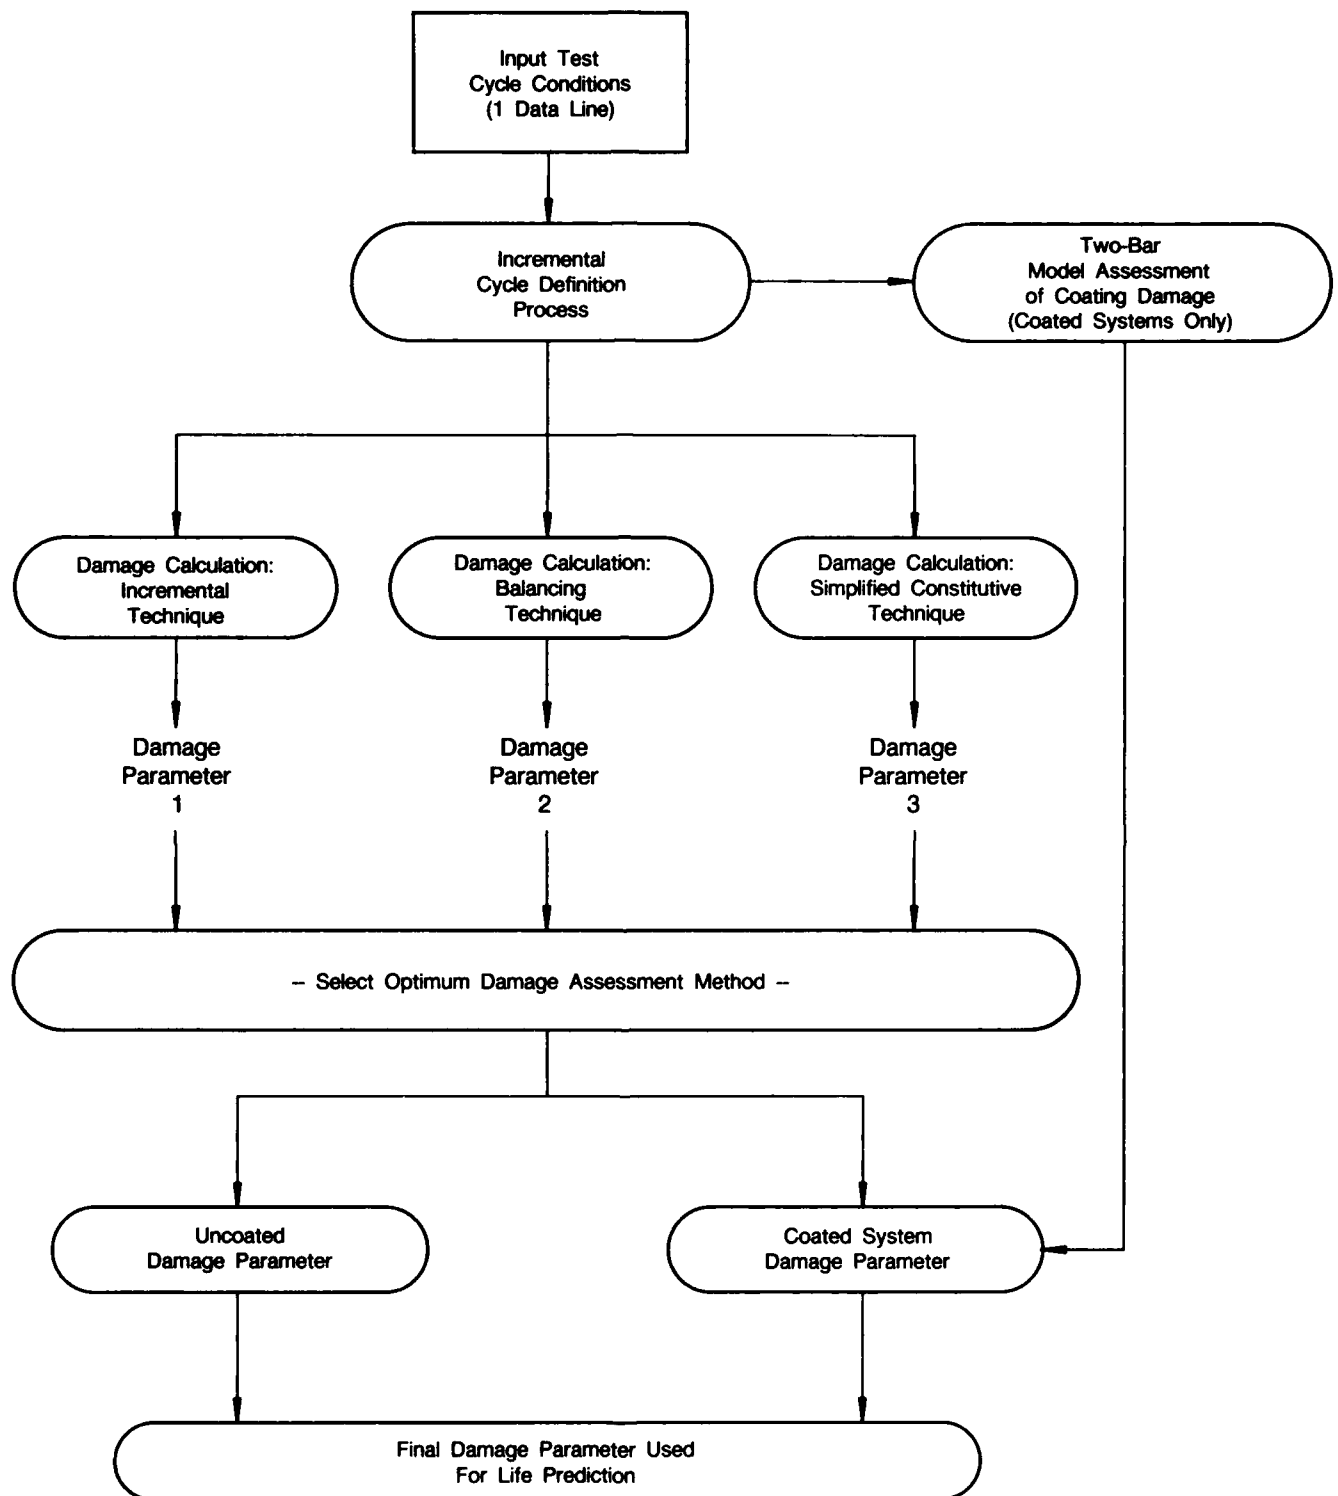 Input Test
Cycle Conditions
(1 Data Line)
Incremental
Cycle Definition
Process
Two-Bar
Model Assessment
of Coating Damage
(Coated Systems Only)
Damage Calculation:
Incremental
Technique
Damage Calculation:
Balancing
Technique
Damage Calculation:
Simplified Constitutive
Technique
Damage
Parameter
1
Damage
Parameter
2
Damage
Parameter
3
-- Select Optimum Damage Assessment Method --
Uncoated
Damage Parameter
Coated System
Damage Parameter
Final Damage Parameter Used
For Life Prediction